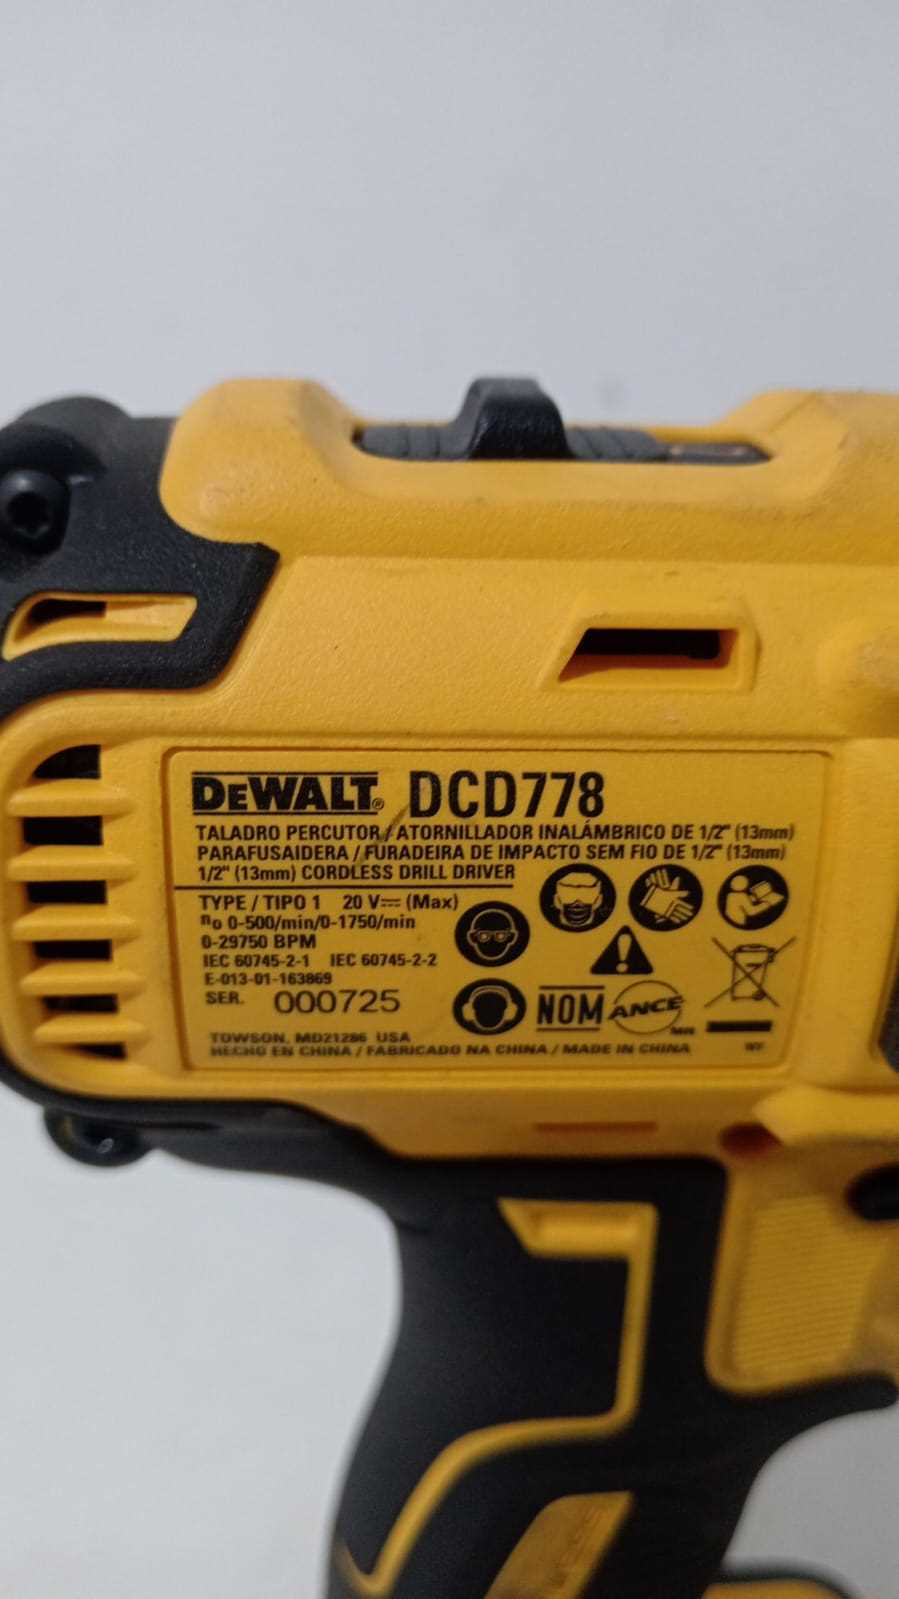 DEWALT® DCD778
TALADRO PERCUTOR / ATORNILLADOR INALÁMBRICO DE 1/2" (13mm)
PARAFUSAIDERA / FURADEIRA DE IMPACTO SEM FIO DE 1/2" (13mm)
1/2" (13mm) CORDLESS DRILL DRIVER
TYPE / TIPO 1 20 V⎓ (Max)
no 0-500/min/0-1750/min
0-29750 BPM
IEC 60745-2-1 IEC 60745-2-2
E-013-01-163869
SER. 000725
NOM ANCE MR
TOWSON, MD21286 USA
HECHO EN CHINA / FABRICADO NA CHINA / MADE IN CHINA